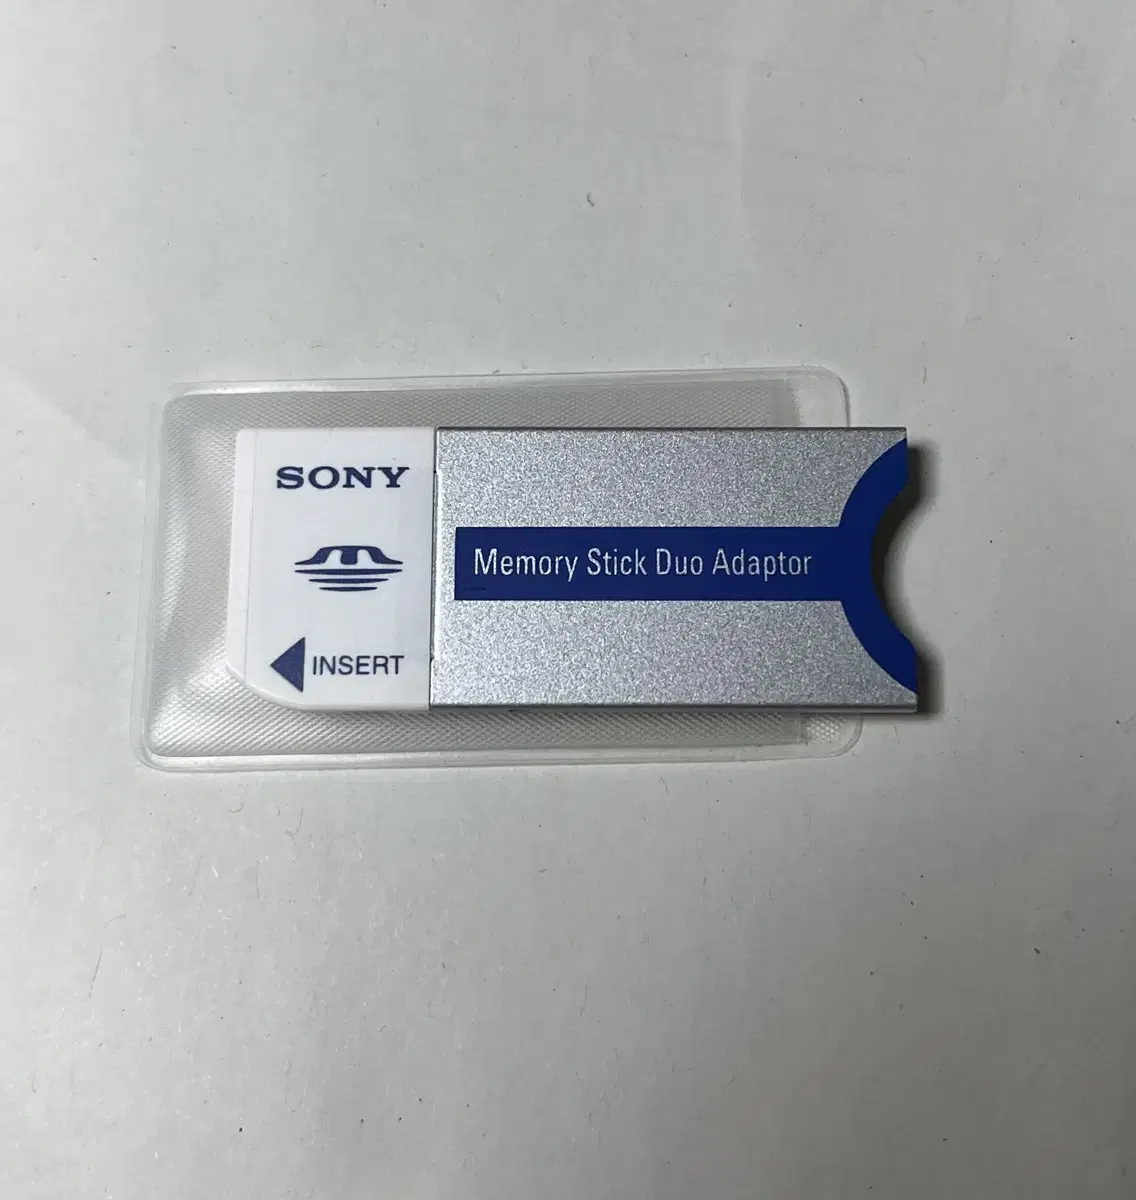 SONY
INSERT
Memory Stick Duo Adaptor